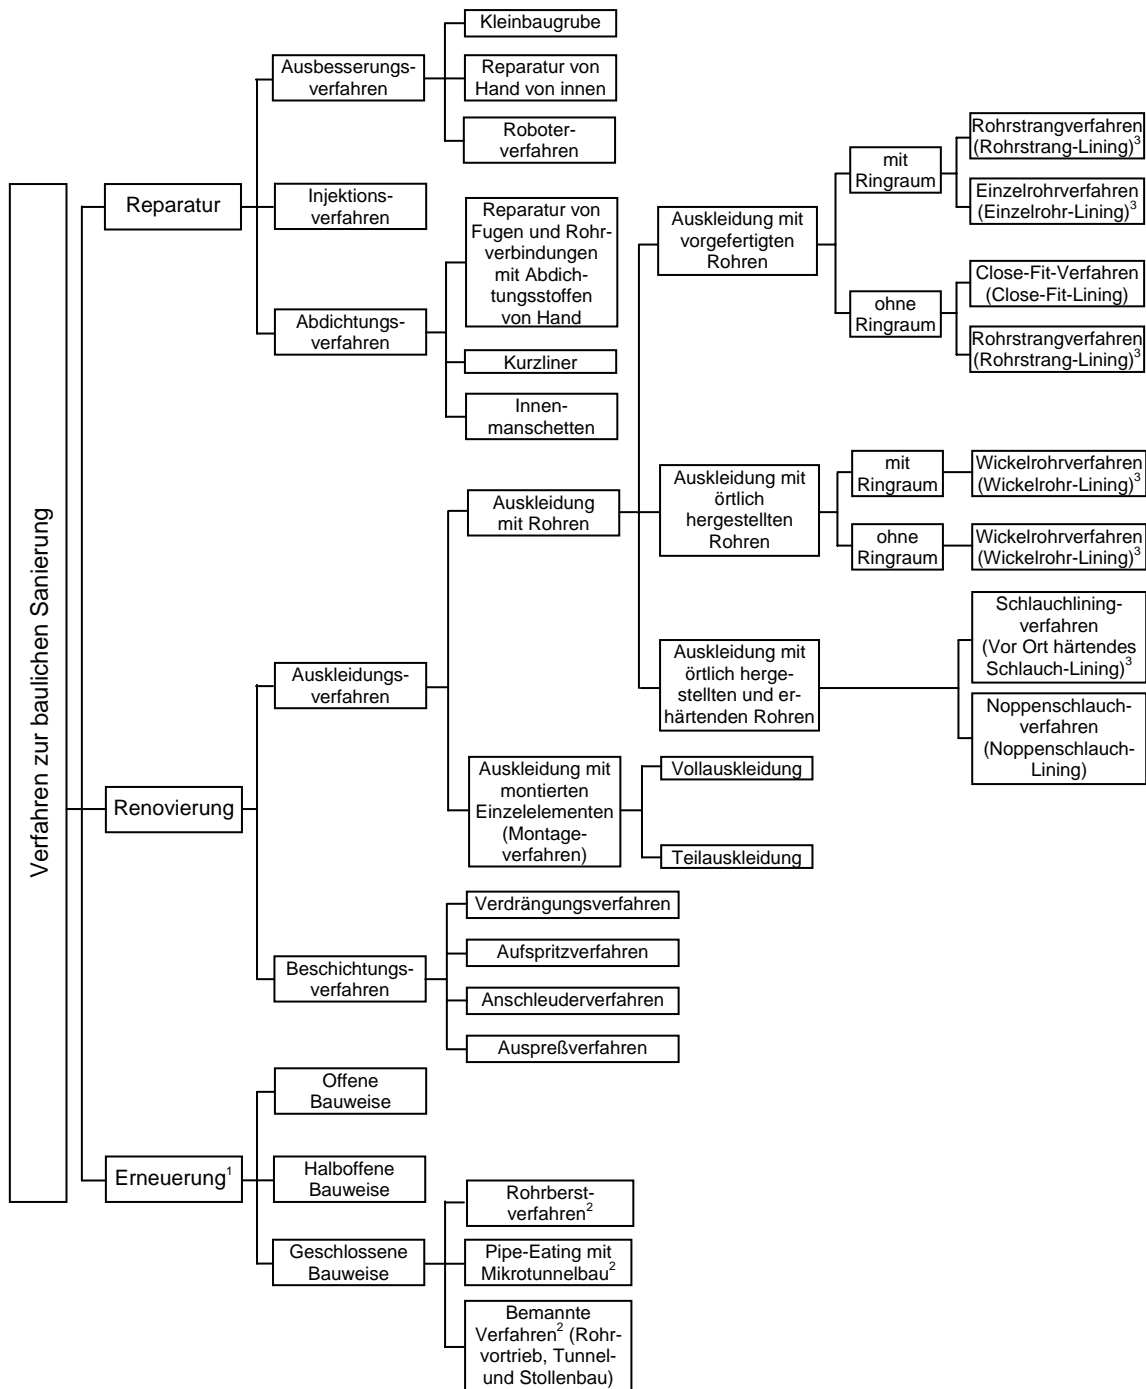 Verfahren zur baulichen Sanierung
Reparatur
Ausbesserungs-
verfahren
Kleinbaugrube
Reparatur von
Hand von innen
Roboter-
verfahren
Injektions-
verfahren
Abdichtungs-
verfahren
Reparatur von
Fugen und Rohr-
verbindungen
mit Abdich-
tungsstoffen
von Hand
Kurzliner
Innen-
manschetten
Renovierung
Auskleidungs-
verfahren
Auskleidung
mit Rohren
Auskleidung mit
vorgefertigten
Rohren
mit
Ringraum
Rohrstrangverfahren
(Rohrstrang-Lining)³
Einzelrohrverfahren
(Einzelrohr-Lining)³
ohne
Ringraum
Close-Fit-Verfahren
(Close-Fit-Lining)
Rohrstrangverfahren
(Rohrstrang-Lining)³
Auskleidung mit
örtlich
hergestellten
Rohren
mit
Ringraum
Wickelrohrverfahren
(Wickelrohr-Lining)³
ohne
Ringraum
Wickelrohrverfahren
(Wickelrohr-Lining)³
Auskleidung mit
örtlich herge-
stellten und er-
härtenden Rohren
Schlauchlining-
verfahren
(Vor Ort härtendes
Schlauch-Lining)³
Noppenschlauch-
verfahren
(Noppenschlauch-
Lining)
Auskleidung mit
montierten
Einzelelementen
(Montage-
verfahren)
Vollauskleidung
Teilauskleidung
Beschichtungs-
verfahren
Verdrängungsverfahren
Aufspritzverfahren
Anschleuderverfahren
Auspreßverfahren
Erneuerung¹
Offene
Bauweise
Halboffene
Bauweise
Geschlossene
Bauweise
Rohrberst-
verfahren²
Pipe-Eating mit
Mikrotunnelbau²
Bemannte
Verfahren² (Rohr-
vortrieb, Tunnel-
und Stollenbau)